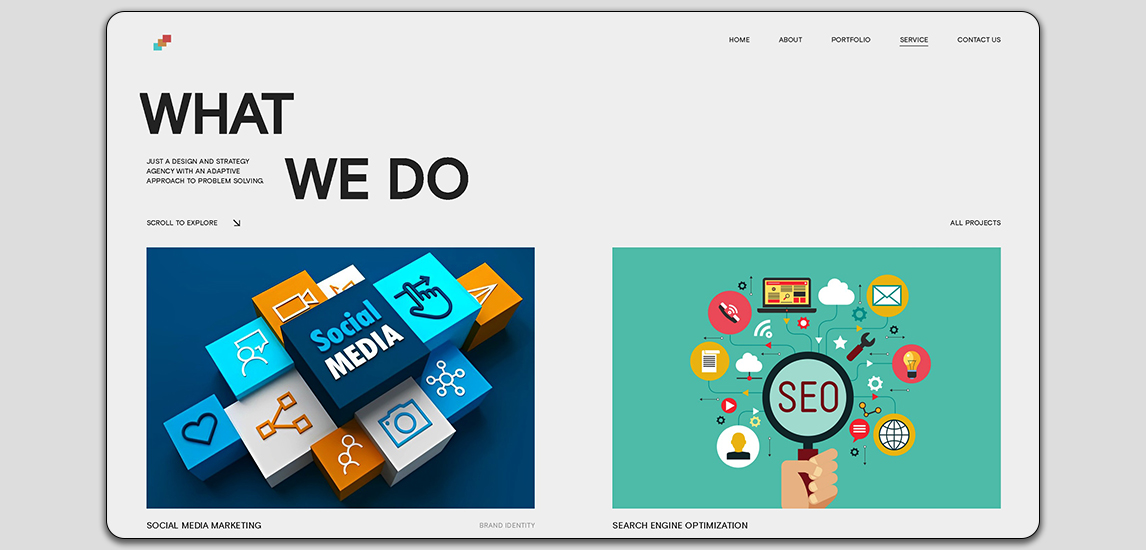 HOME ABOUT PORTFOLIO SERVICE CONTACT US
WHAT
JUST A DESIGN AND STRATEGY
AGENCY WITH AN ADAPTIVE
APPROACH TO PROBLEM SOLVING.
WE DO
SCROLL TO EXPLORE
ALL PROJECTS
Social
MEDIA
SEO
SOCIAL MEDIA MARKETING
BRAND IDENTITY
SEARCH ENGINE OPTIMIZATION